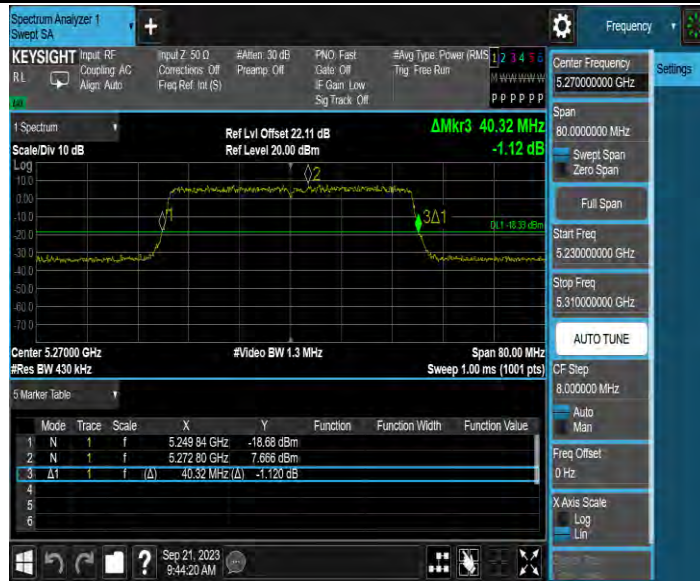 Spectrum Analyzer 1
Swept SA
+
Frequency
KEYSIGHT
Input: RF
Coupling: AC
Align: Auto
Input Z: 50 Ω
Corrections: Off
Freq Ref: Int (S)
#Atten: 30 dB
Preamp: Off
PNO: Fast
Gate: Off
IF Gain: Low
Sig Track: Off
#Avg Type: Power (RMS
Trig: Free Run
1 2 3 4 5 6
M W W W W W
P P P P P P
RL
Center Frequency
5.270000000 GHz
Settings
Span
80.0000000 MHz
Swept Span
Zero Span
Full Span
Start Freq
5.230000000 GHz
Stop Freq
5.310000000 GHz
AUTO TUNE
CF Step
8.000000 MHz
Auto
Man
Freq Offset
0 Hz
X Axis Scale
Log
Lin
1 Spectrum
Scale/Div 10 dB
Ref Lvl Offset 22.11 dB
Ref Level 20.00 dBm
ΔMkr3 40.32 MHz
-1.12 dB
Log
10.0
0.00
-10.0
-20.0
-30.0
-40.0
-50.0
-60.0
-70.0
1
2
3Δ1
DL1 -18.33 dBm
Center 5.27000 GHz
#Video BW 1.3 MHz
Span 80.00 MHz
#Res BW 430 kHz
Sweep 1.00 ms (1001 pts)
5 Marker Table
Mode Trace Scale X Y Function Function Width Function Value
1 N 1 f 5.249 84 GHz -18.68 dBm
2 N 1 f 5.272 80 GHz 7.666 dBm
3 Δ1 1 f (Δ) 40.32 MHz (Δ) -1.120 dB
4
5
6
?
Sep 21, 2023
9:44:20 AM